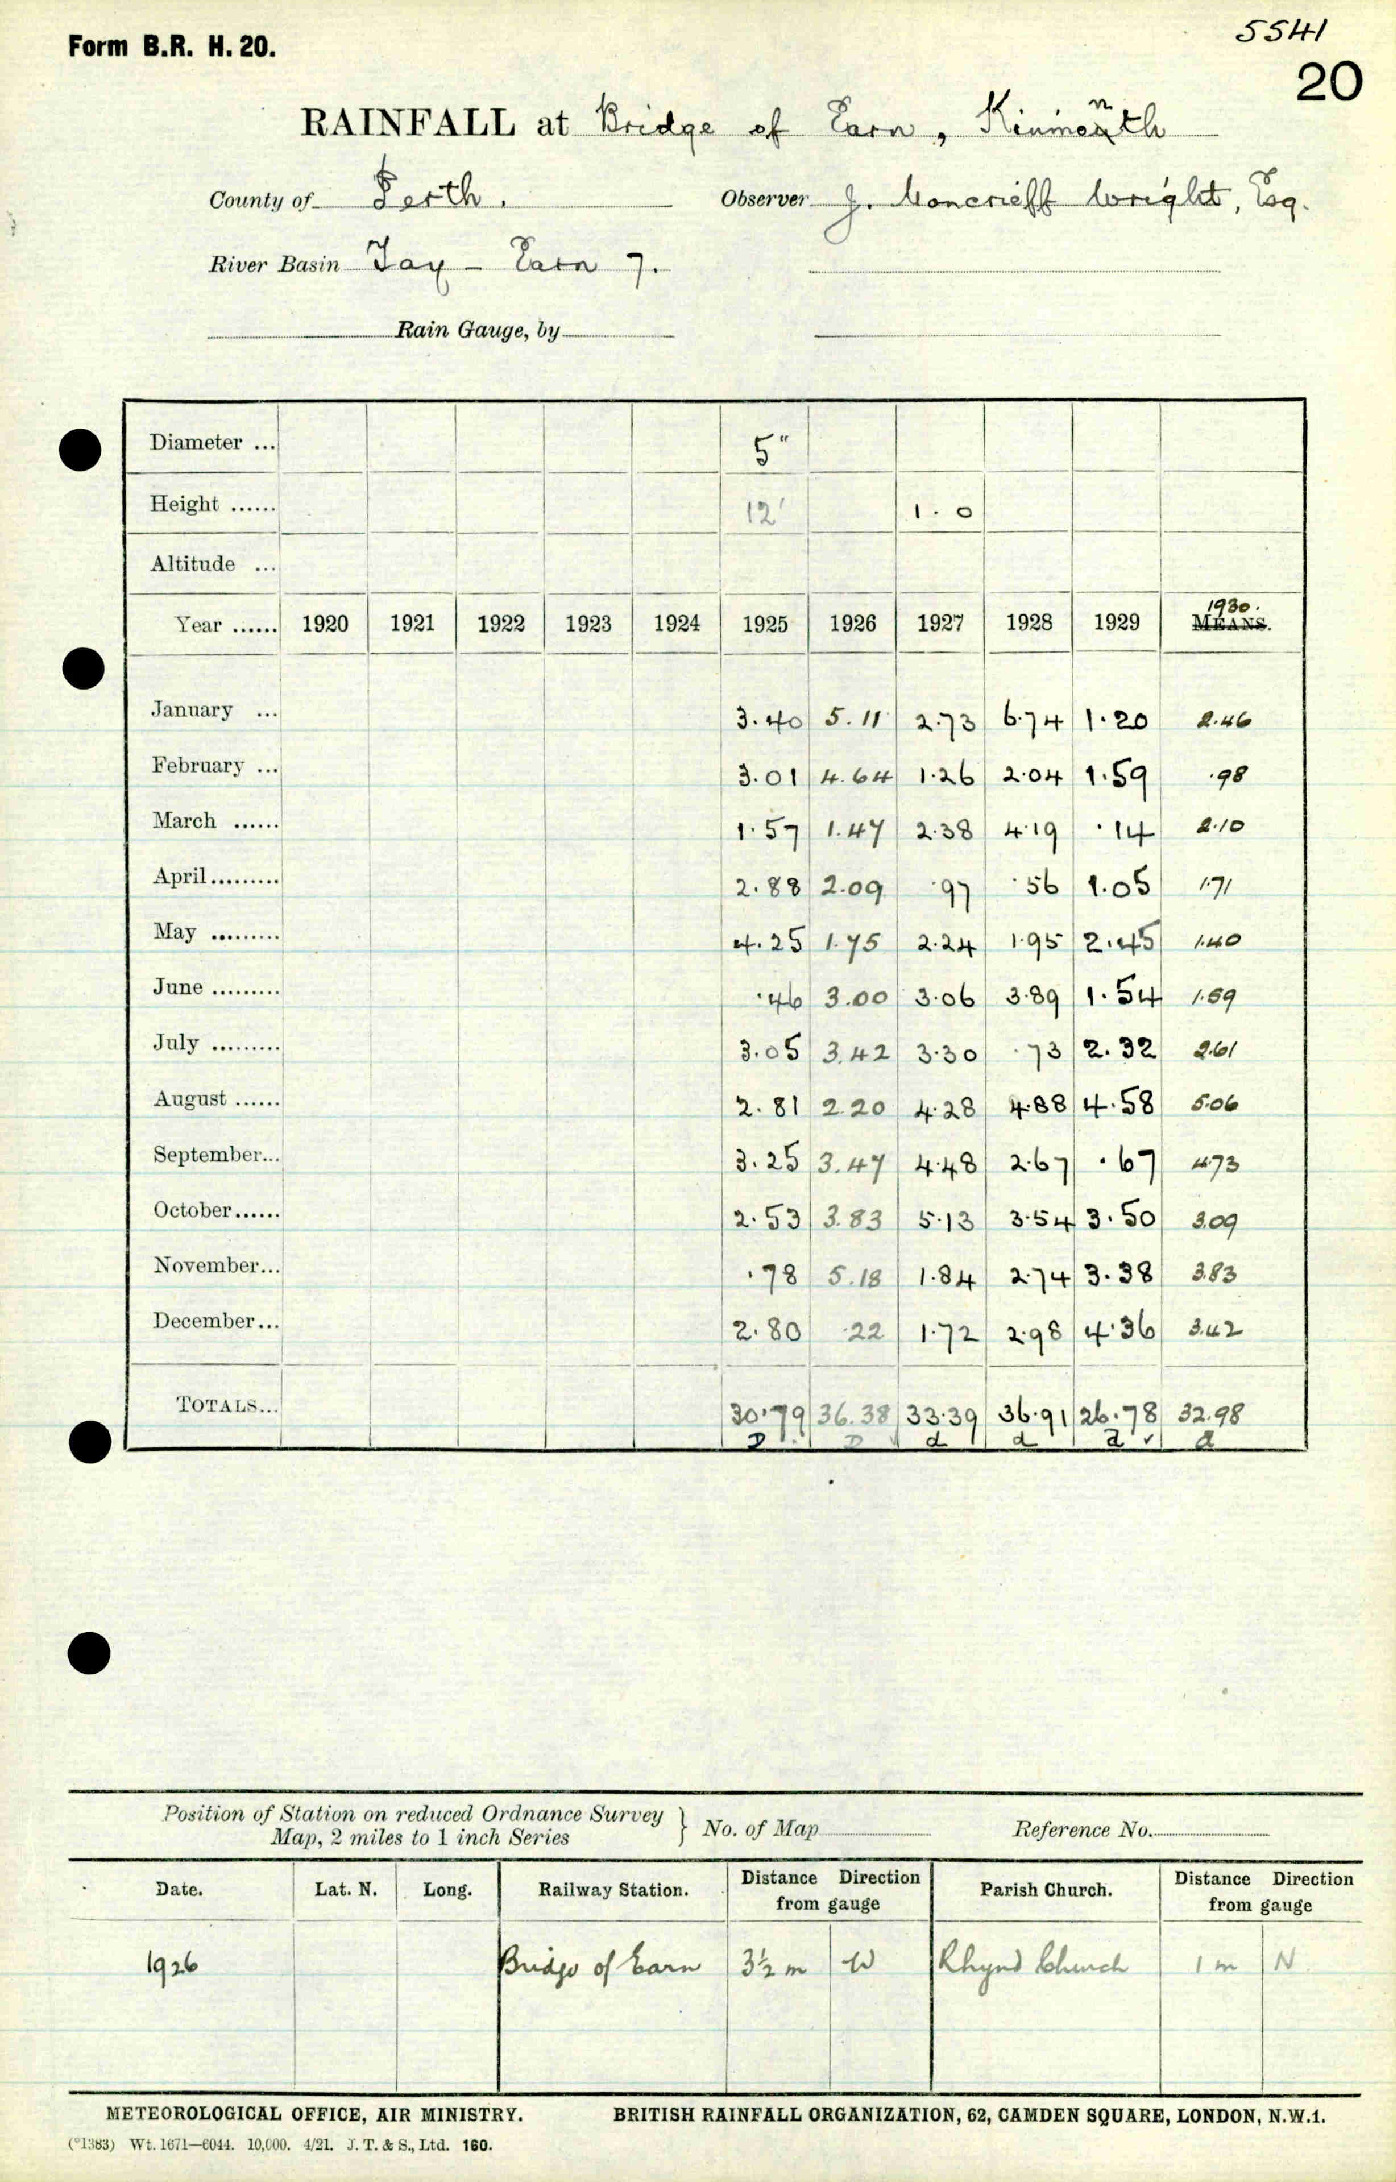 Form B.R. H. 20.
5541
20
RAINFALL at Bridge of Earn, Kinmonth
County of Perth. Observer J. Moncrieff Wright, Esq.
River Basin Tay – Earn 7.
Rain Gauge, by
Diameter ... 5"
Height ...... 12' 1.0
Altitude ...
Year ...... 1920 1921 1922 1923 1924 1925 1926 1927 1928 1929 1930. MEANS.
January ... 3.40 5.11 2.73 6.74 1.20 2.46
February ... 3.01 4.64 1.26 2.04 1.59 .98
March ...... 1.57 1.47 2.38 4.19 .14 2.10
April......... 2.88 2.09 .97 .56 1.05 1.71
May ......... 4.25 1.75 2.24 1.95 2.45 1.40
June ......... .46 3.00 3.06 3.89 1.54 1.59
July ......... 3.05 3.42 3.30 .73 2.32 2.61
August ...... 2.81 2.20 4.28 4.88 4.58 5.06
September... 3.25 3.47 4.48 2.67 .67 4.73
October...... 2.53 3.83 5.13 3.54 3.50 3.09
November... .78 5.18 1.84 2.74 3.38 3.83
December... 2.80 .22 1.72 2.98 4.36 3.42
TOTALS... 30.79 36.38 33.39 36.91 26.78 32.98
D D d d d ✓ d
Position of Station on reduced Ordnance Survey
Map, 2 miles to 1 inch Series } No. of Map Reference No.
Date. Lat. N. Long. Railway Station. Distance Direction from gauge Parish Church. Distance Direction from gauge
1926 Bridge of Earn 3½ m W Rhynd Church 1 m N
METEOROLOGICAL OFFICE, AIR MINISTRY. BRITISH RAINFALL ORGANIZATION, 62, CAMDEN SQUARE, LONDON, N.W.1.
(*1383) Wt. 1671—6044. 10,000. 4/21. J. T. & S., Ltd. 160.